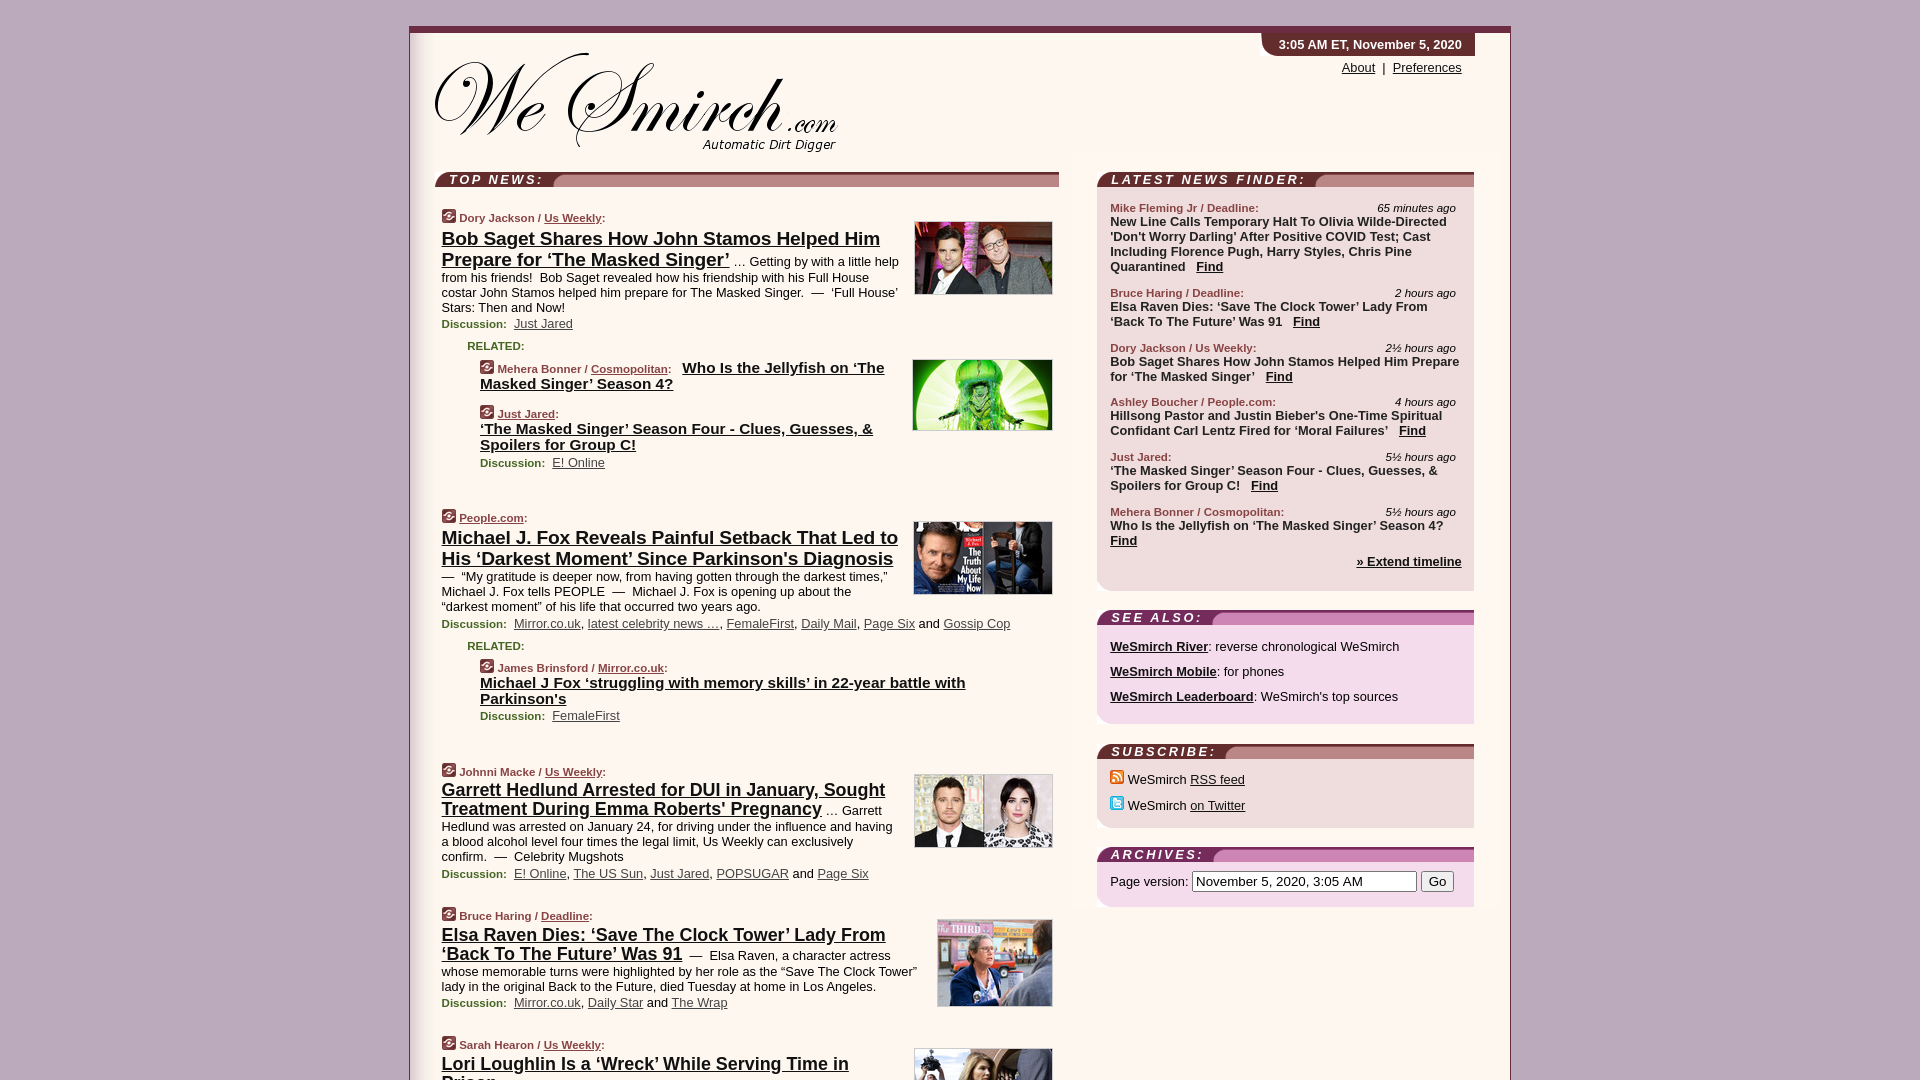 3:05 AM ET, November 5, 2020
About | Preferences
We Smirch .com
Automatic Dirt Digger
TOP NEWS:
Dory Jackson / Us Weekly:
Bob Saget Shares How John Stamos Helped Him
Prepare for ‘The Masked Singer’ … Getting by with a little help
from his friends! Bob Saget revealed how his friendship with his Full House
costar John Stamos helped him prepare for The Masked Singer. — ‘Full House’
Stars: Then and Now!
Discussion: Just Jared
RELATED:
Mehera Bonner / Cosmopolitan: Who Is the Jellyfish on ‘The
Masked Singer’ Season 4?
Just Jared:
‘The Masked Singer’ Season Four - Clues, Guesses, &
Spoilers for Group C!
Discussion: E! Online
People.com:
Michael J. Fox Reveals Painful Setback That Led to
His ‘Darkest Moment’ Since Parkinson's Diagnosis
— “My gratitude is deeper now, from having gotten through the darkest times,”
Michael J. Fox tells PEOPLE — Michael J. Fox is opening up about the
“darkest moment” of his life that occurred two years ago.
The
Truth
About
My Life
Now
Discussion: Mirror.co.uk, latest celebrity news …, FemaleFirst, Daily Mail, Page Six and Gossip Cop
RELATED:
James Brinsford / Mirror.co.uk:
Michael J Fox ‘struggling with memory skills’ in 22-year battle with
Parkinson's
Discussion: FemaleFirst
Johnni Macke / Us Weekly:
Garrett Hedlund Arrested for DUI in January, Sought
Treatment During Emma Roberts' Pregnancy … Garrett
Hedlund was arrested on January 24, for driving under the influence and having
a blood alcohol level four times the legal limit, Us Weekly can exclusively
confirm. — Celebrity Mugshots
Discussion: E! Online, The US Sun, Just Jared, POPSUGAR and Page Six
Bruce Haring / Deadline:
Elsa Raven Dies: ‘Save The Clock Tower’ Lady From
‘Back To The Future’ Was 91 — Elsa Raven, a character actress
whose memorable turns were highlighted by her role as the “Save The Clock Tower”
lady in the original Back to the Future, died Tuesday at home in Los Angeles.
The THIRD
Discussion: Mirror.co.uk, Daily Star and The Wrap
Sarah Hearon / Us Weekly:
Lori Loughlin Is a ‘Wreck’ While Serving Time in
Prison
LATEST NEWS FINDER:
Mike Fleming Jr / Deadline: 65 minutes ago
New Line Calls Temporary Halt To Olivia Wilde-Directed
'Don't Worry Darling' After Positive COVID Test; Cast
Including Florence Pugh, Harry Styles, Chris Pine
Quarantined Find
Bruce Haring / Deadline: 2 hours ago
Elsa Raven Dies: ‘Save The Clock Tower’ Lady From
‘Back To The Future’ Was 91 Find
Dory Jackson / Us Weekly: 2½ hours ago
Bob Saget Shares How John Stamos Helped Him Prepare
for ‘The Masked Singer’ Find
Ashley Boucher / People.com: 4 hours ago
Hillsong Pastor and Justin Bieber's One-Time Spiritual
Confidant Carl Lentz Fired for ‘Moral Failures’ Find
Just Jared: 5½ hours ago
‘The Masked Singer’ Season Four - Clues, Guesses, &
Spoilers for Group C! Find
Mehera Bonner / Cosmopolitan: 5½ hours ago
Who Is the Jellyfish on ‘The Masked Singer’ Season 4?
Find
» Extend timeline
SEE ALSO:
WeSmirch River: reverse chronological WeSmirch
WeSmirch Mobile: for phones
WeSmirch Leaderboard: WeSmirch's top sources
SUBSCRIBE:
WeSmirch RSS feed
WeSmirch on Twitter
ARCHIVES:
Page version: November 5, 2020, 3:05 AM Go